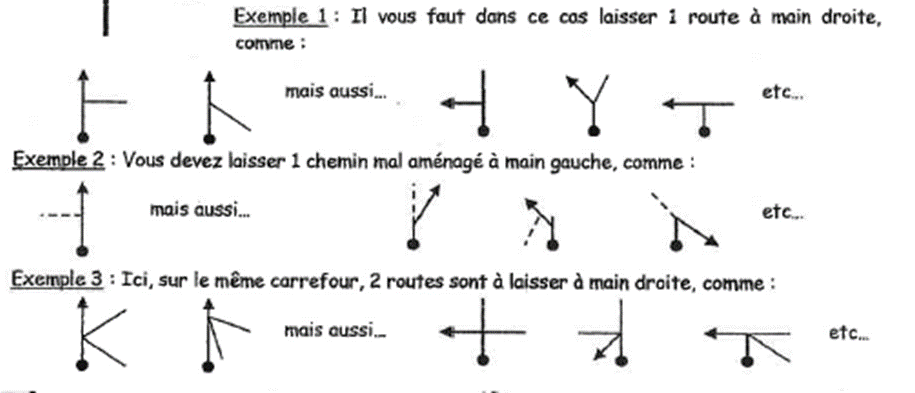 Exemple 1 : Il vous faut dans ce cas laisser 1 route à main droite,
comme :
mais aussi... etc...
Exemple 2 : Vous devez laisser 1 chemin mal aménagé à main gauche, comme :
mais aussi... etc...
Exemple 3 : Ici, sur le même carrefour, 2 routes sont à laisser à main droite, comme :
mais aussi... etc...